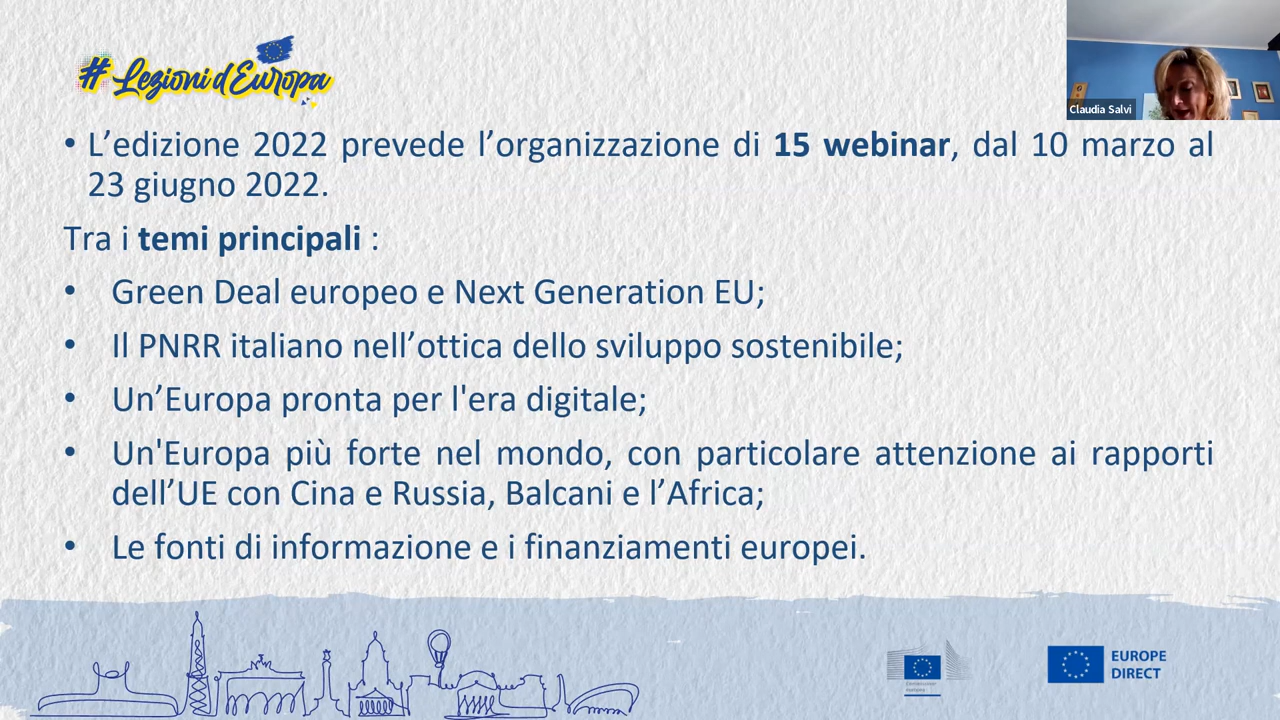 #LezionidEuropa
Claudia Salvi
• L’edizione 2022 prevede l’organizzazione di 15 webinar, dal 10 marzo al
23 giugno 2022.
Tra i temi principali :
• Green Deal europeo e Next Generation EU;
• Il PNRR italiano nell’ottica dello sviluppo sostenibile;
• Un’Europa pronta per l'era digitale;
• Un'Europa più forte nel mondo, con particolare attenzione ai rapporti
dell’UE con Cina e Russia, Balcani e l’Africa;
• Le fonti di informazione e i finanziamenti europei.
Commissione
europea
EUROPE
DIRECT